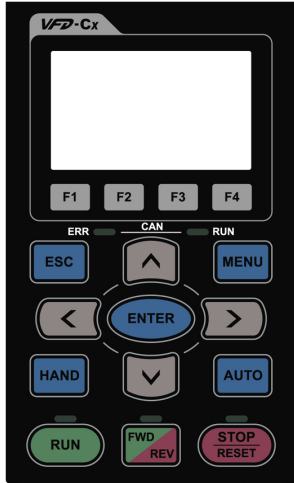 VFD-Cx
F1 F2 F3 F4
ERR CAN RUN
ESC MENU
ENTER
HAND AUTO
RUN FWD REV STOP RESET